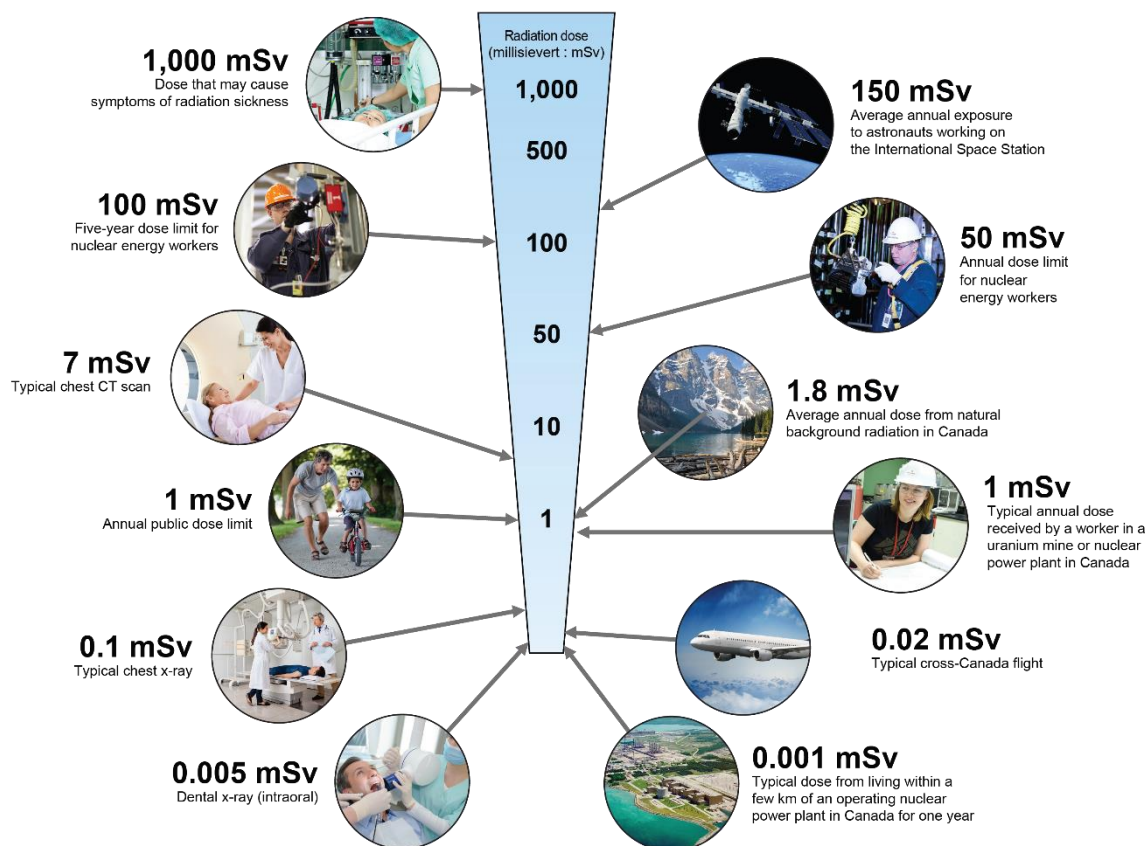 Radiation dose
(millisievert : mSv)
1,000
500
100
50
10
1
1,000 mSv
Dose that may cause
symptoms of radiation sickness
150 mSv
Average annual exposure
to astronauts working on
the International Space Station
100 mSv
Five-year dose limit for
nuclear energy workers
50 mSv
Annual dose limit
for nuclear
energy workers
7 mSv
Typical chest CT scan
1.8 mSv
Average annual dose from natural
background radiation in Canada
1 mSv
Annual public dose limit
1 mSv
Typical annual dose
received by a worker in a
uranium mine or nuclear
power plant in Canada
0.1 mSv
Typical chest x-ray
0.02 mSv
Typical cross-Canada flight
0.005 mSv
Dental x-ray (intraoral)
0.001 mSv
Typical dose from living within a
few km of an operating nuclear
power plant in Canada for one year